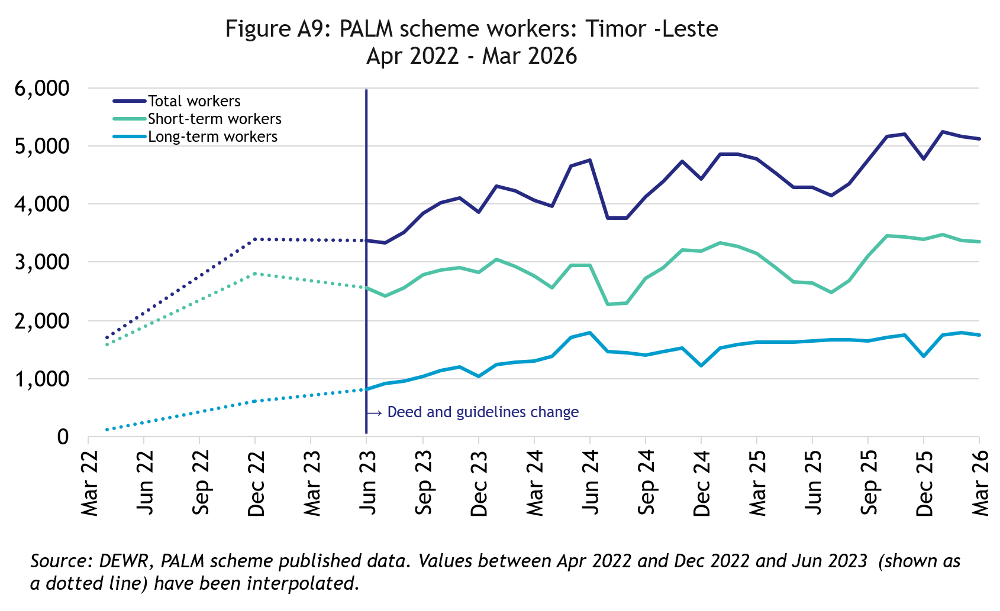 Figure A9: PALM scheme workers: Timor -Leste
Apr 2022 - Mar 2026
6,000
5,000
4,000
3,000
2,000
1,000
0
Total workers
Short-term workers
Long-term workers
→ Deed and guidelines change
Mar 22
Jun 22
Sep 22
Dec 22
Mar 23
Jun 23
Sep 23
Dec 23
Mar 24
Jun 24
Sep 24
Dec 24
Mar 25
Jun 25
Sep 25
Dec 25
Mar 26
Source: DEWR, PALM scheme published data. Values between Apr 2022 and Dec 2022 and Jun 2023 (shown as
a dotted line) have been interpolated.